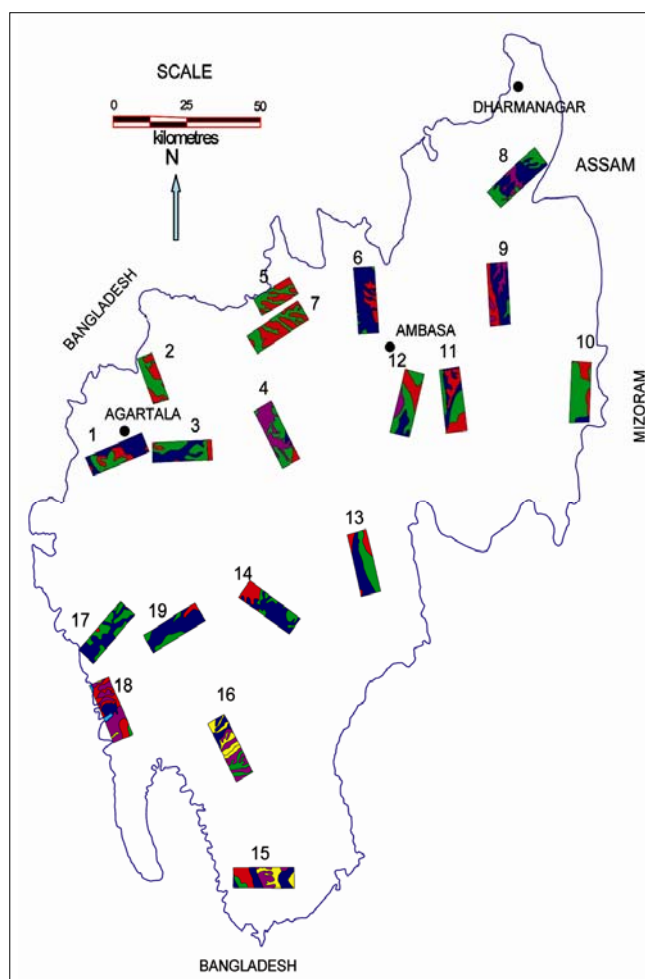 SCALE
0 25 50
kilometres
N
DHARMANAGAR
8
ASSAM
BANGLADESH
5
7
6
9
AMBASA
2
10
12
11
4
MIZORAM
AGARTALA
1
3
13
14
17
19
18
16
15
BANGLADESH